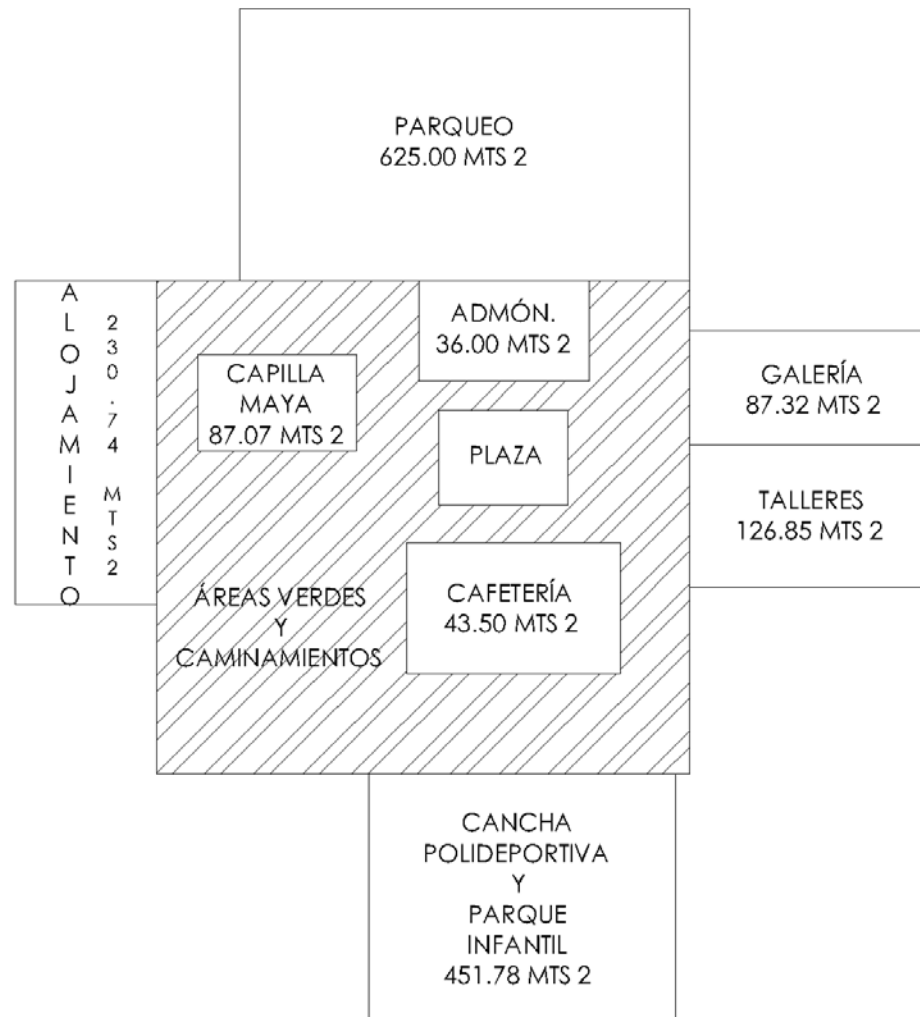 PARQUEO
625.00 MTS 2
ADMÓN.
36.00 MTS 2
ALOJAMIENTO
230.74 MTS2
CAPILLA
MAYA
87.07 MTS 2
PLAZA
GALERÍA
87.32 MTS 2
TALLERES
126.85 MTS 2
CAFETERÍA
43.50 MTS 2
ÁREAS VERDES
Y
CAMINAMIENTOS
CANCHA
POLIDEPORTIVA
Y
PARQUE
INFANTIL
451.78 MTS 2